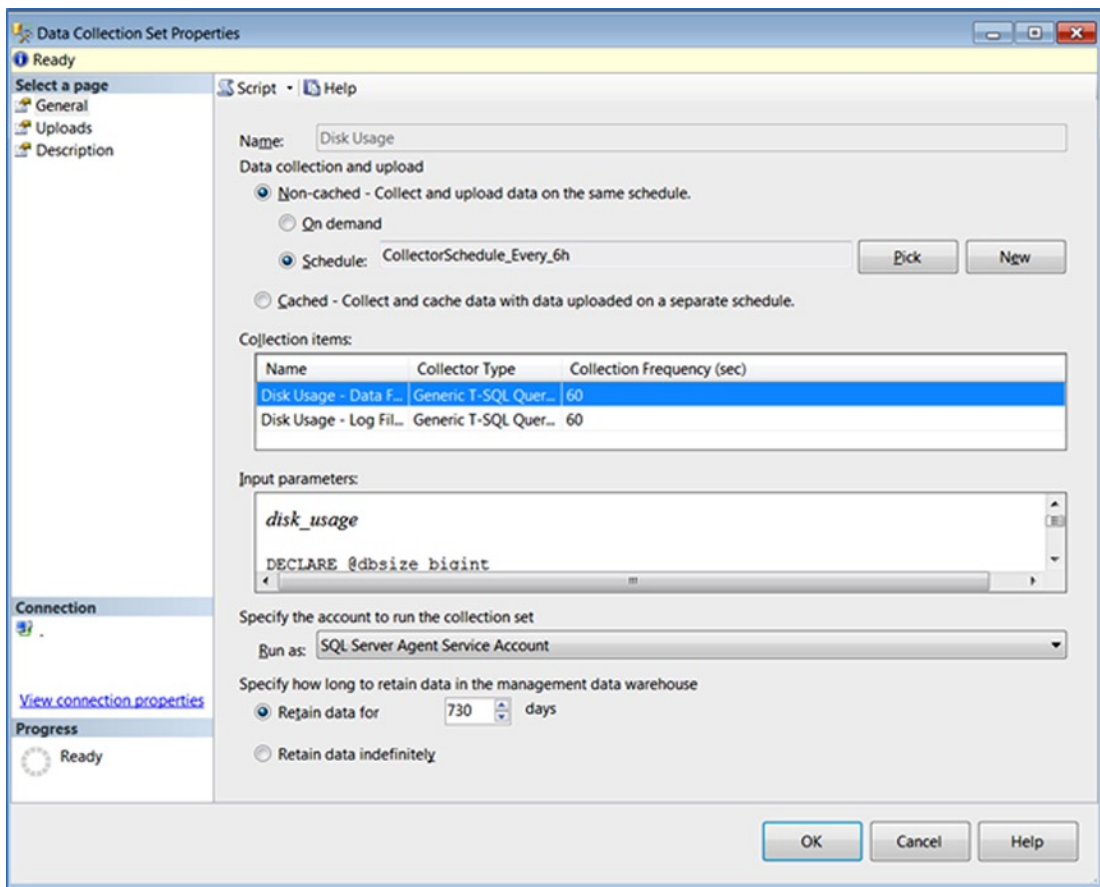 Data Collection Set Properties
Ready
Select a page
General
Uploads
Description
Script
Help
Name: Disk Usage
Data collection and upload
Non-cached - Collect and upload data on the same schedule.
On demand
Schedule: CollectorSchedule_Every_6h Pick New
Cached - Collect and cache data with data uploaded on a separate schedule.
Collection items:
Name Collector Type Collection Frequency (sec)
Disk Usage - Data F... Generic T-SQL Quer... 60
Disk Usage - Log Fil... Generic T-SQL Quer... 60
Input parameters:
disk_usage
DECLARE @dbsize bigint
Connection
.
View connection properties
Progress
Ready
Specify the account to run the collection set
Run as: SQL Server Agent Service Account
Specify how long to retain data in the management data warehouse
Retain data for 730 days
Retain data indefinitely
OK Cancel Help